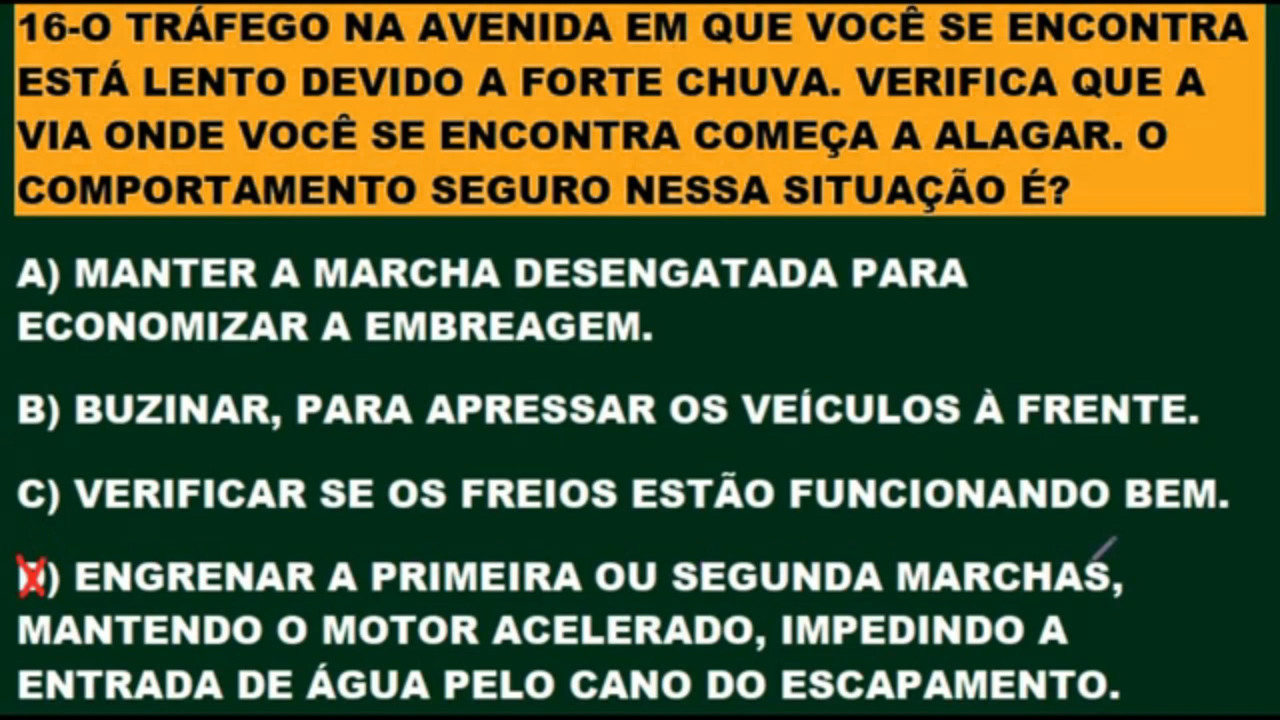 16-O TRÁFEGO NA AVENIDA EM QUE VOCÊ SE ENCONTRA
ESTÁ LENTO DEVIDO A FORTE CHUVA. VERIFICA QUE A
VIA ONDE VOCÊ SE ENCONTRA COMEÇA A ALAGAR. O
COMPORTAMENTO SEGURO NESSA SITUAÇÃO É?
A) MANTER A MARCHA DESENGATADA PARA
ECONOMIZAR A EMBREAGEM.
B) BUZINAR, PARA APRESSAR OS VEÍCULOS À FRENTE.
C) VERIFICAR SE OS FREIOS ESTÃO FUNCIONANDO BEM.
D) ENGRENAR A PRIMEIRA OU SEGUNDA MARCHAS,
MANTENDO O MOTOR ACELERADO, IMPEDINDO A
ENTRADA DE ÁGUA PELO CANO DO ESCAPAMENTO.